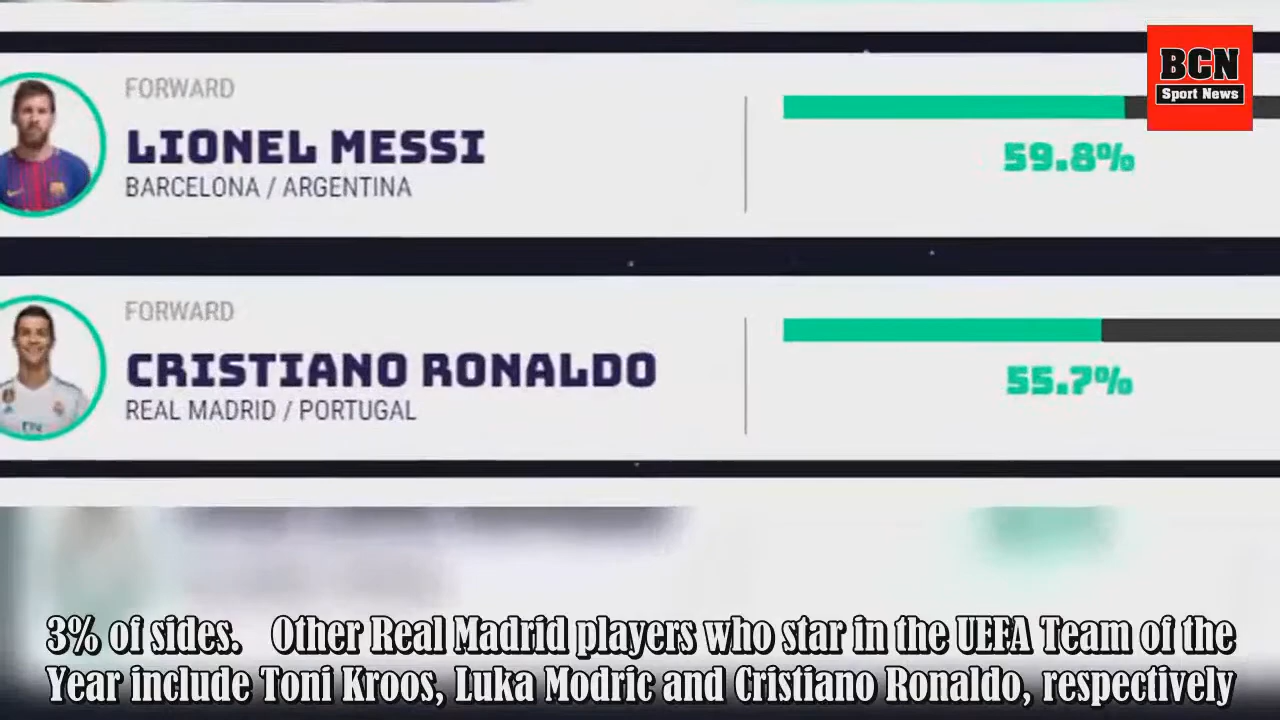 BCN
Sport News
FORWARD
LIONEL MESSI
BARCELONA / ARGENTINA
59.8%
FORWARD
CRISTIANO RONALDO
REAL MADRID / PORTUGAL
55.7%
3% of sides. Other Real Madrid players who star in the UEFA Team of the
Year include Toni Kroos, Luka Modric and Cristiano Ronaldo, respectively